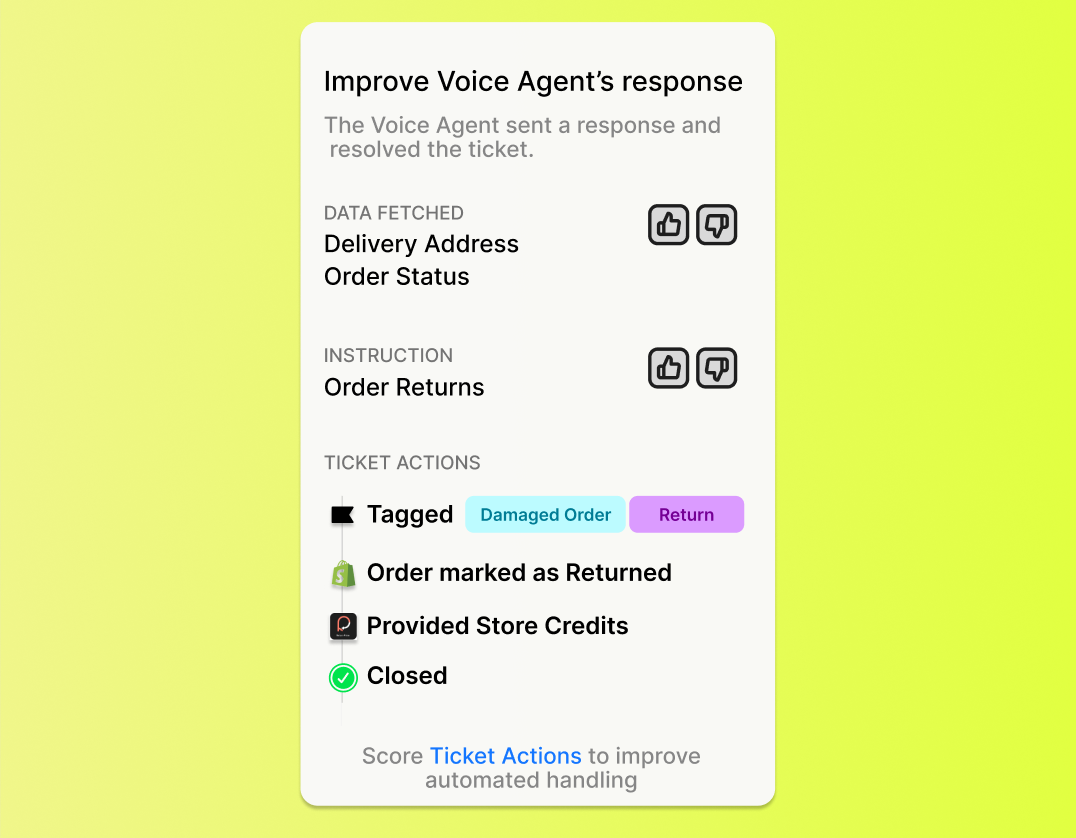 Improve Voice Agent’s response
The Voice Agent sent a response and
resolved the ticket.
DATA FETCHED
Delivery Address
Order Status
INSTRUCTION
Order Returns
TICKET ACTIONS
Tagged Damaged Order Return
Order marked as Returned
Provided Store Credits
Closed
Score Ticket Actions to improve
automated handling